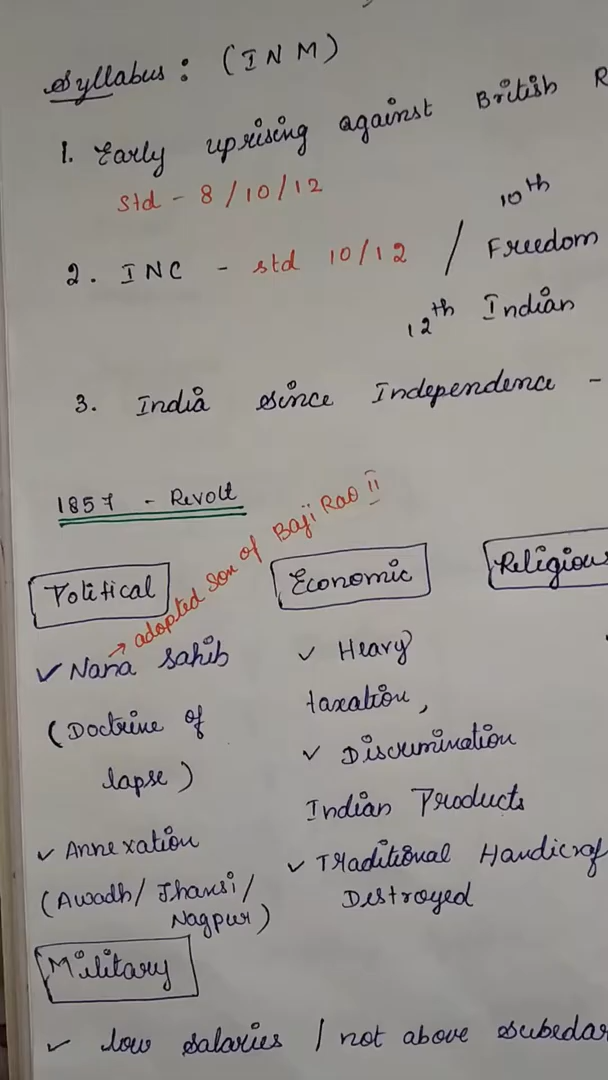 Syllabus : (INM)
1. Early uprising against British R
Std - 8/10/12
2. INC - std 10/12 / 10th Freedom
12th Indian
3. India since Independence -
1857 - Revolt
→ adopted son of Baji Rao II
Political
Economic
Religious
✓ Nana Sahib
(Doctrine of
lapse)
✓ Annexation
(Awadh/ Jhansi/
Nagpur)
✓ Heavy
taxation,
✓ Discrimination
Indian Products
✓ Traditional Handicraf
Destroyed
Military
✓ low salaries / not above subedar